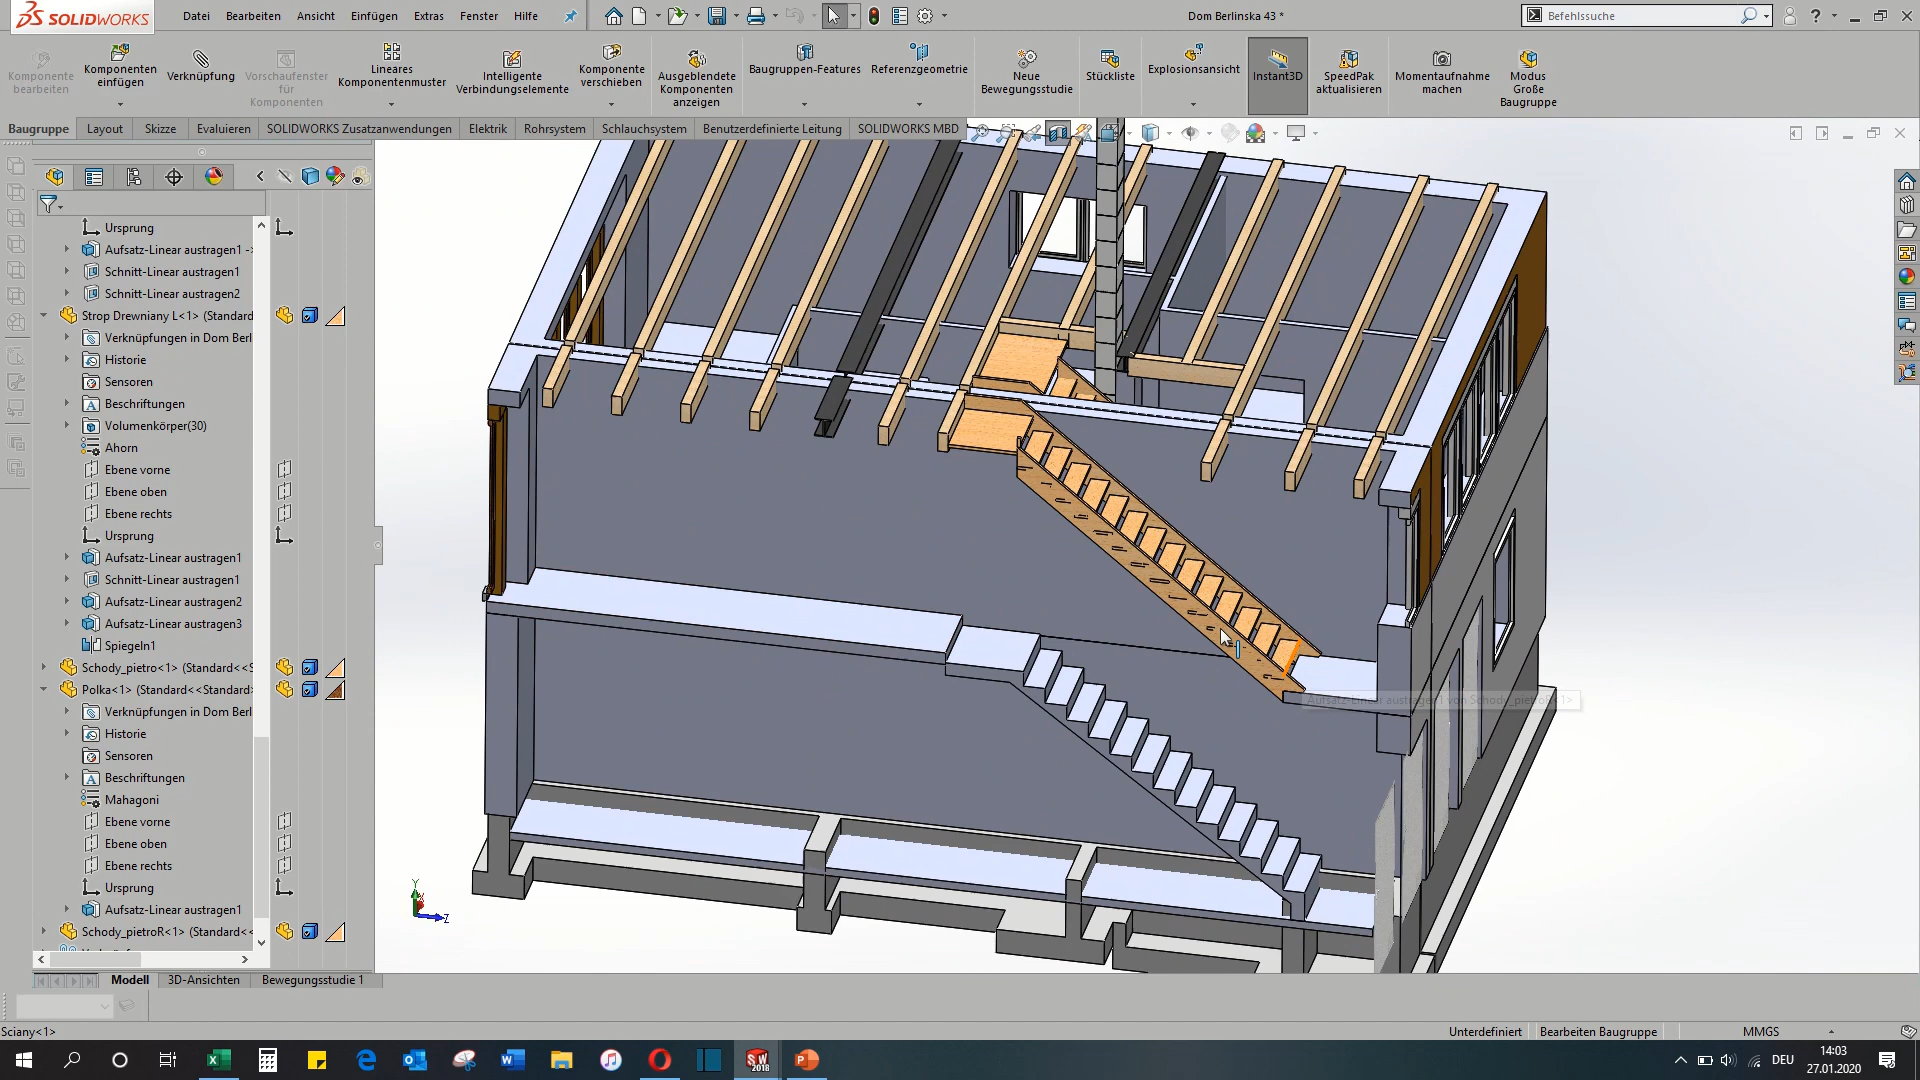 SOLIDWORKS
Datei
Bearbeiten
Ansicht
Einfügen
Extras
Fenster
Hilfe
Dom Berlinska 43 *
Befehlssuche
Komponente
bearbeiten
Komponenten
einfügen
Verknüpfung
Vorschaufenster
für
Komponenten
Lineares
Komponentenmuster
Intelligente
Verbindungselemente
Komponente
verschieben
Ausgeblendete
Komponenten
anzeigen
Baugruppen-Features
Referenzgeometrie
Neue
Bewegungsstudie
Stückliste
Explosionsansicht
Instant3D
SpeedPak
aktualisieren
Momentaufnahme
machen
Modus
Große
Baugruppe
Baugruppe
Layout
Skizze
Evaluieren
SOLIDWORKS Zusatzanwendungen
Elektrik
Rohrsystem
Schlauchsystem
Benutzerdefinierte Leitung
SOLIDWORKS MBD
Ursprung
Aufsatz-Linear austragen1 -
Schnitt-Linear austragen1
Schnitt-Linear austragen2
Strop Drewniany L<1> (Standard
Verknüpfungen in Dom Berl
Historie
Sensoren
Beschriftungen
Volumenkörper(30)
Ahorn
Ebene vorne
Ebene oben
Ebene rechts
Ursprung
Aufsatz-Linear austragen1
Schnitt-Linear austragen1
Aufsatz-Linear austragen2
Aufsatz-Linear austragen3
Spiegeln1
Schody_pietro<1> (Standard<<S
Polka<1> (Standard<<Standard>
Verknüpfungen in Dom Berl
Historie
Sensoren
Beschriftungen
Mahagoni
Ebene vorne
Ebene oben
Ebene rechts
Ursprung
Aufsatz-Linear austragen1
Schody_pietroR<1> (Standard<<
Aufsatz-Linear austragen1 von Schody_pietroR<1>
Y
X
Z
Modell
3D-Ansichten
Bewegungsstudie 1
Sciany<1>
Unterdefiniert
Bearbeiten Baugruppe
MMGS
DEU
14:03
27.01.2020